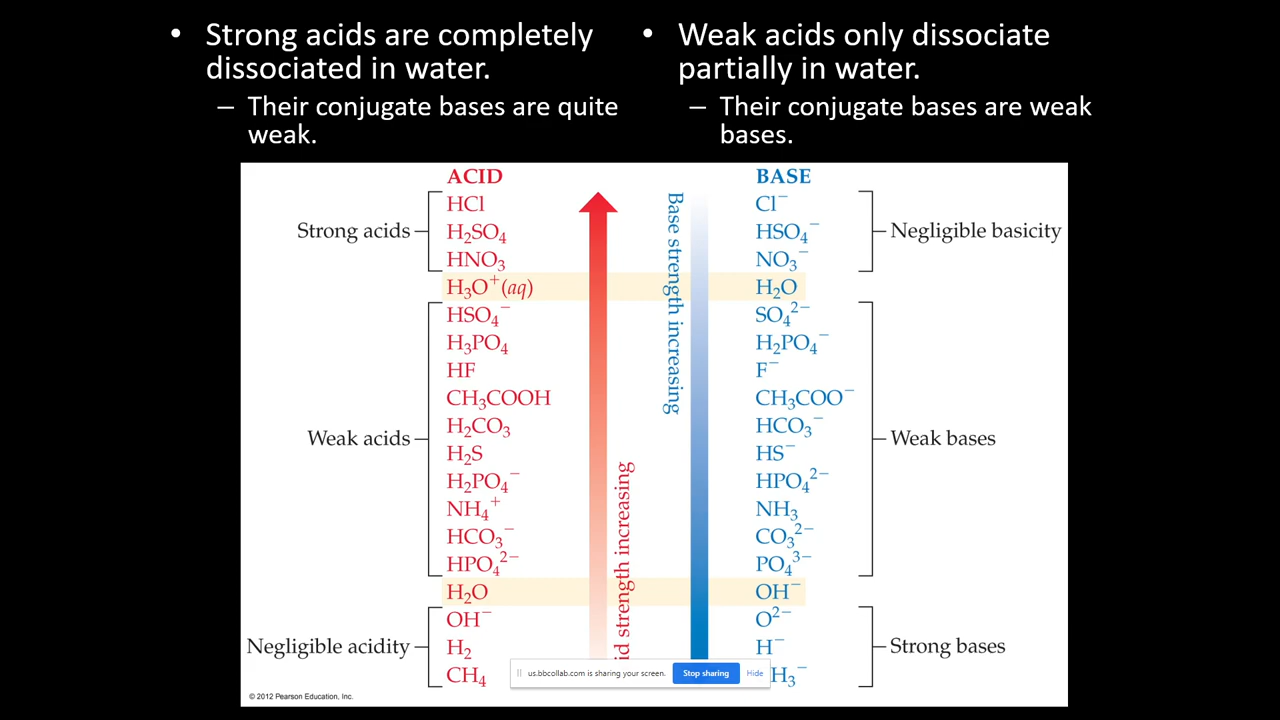 • Strong acids are completely
dissociated in water.
– Their conjugate bases are quite
weak.
• Weak acids only dissociate
partially in water.
– Their conjugate bases are weak
bases.
ACID
BASE
Strong acids
HCl
H₂SO₄
HNO₃
H₃O⁺(aq)
Weak acids
HSO₄⁻
H₃PO₄
HF
CH₃COOH
H₂CO₃
H₂S
H₂PO₄⁻
NH₄⁺
HCO₃⁻
HPO₄²⁻
H₂O
Negligible acidity
OH⁻
H₂
CH₄
id strength increasing
Base strength increasing
Cl⁻
HSO₄⁻
NO₃⁻
Negligible basicity
H₂O
SO₄²⁻
H₂PO₄⁻
F⁻
CH₃COO⁻
HCO₃⁻
HS⁻
HPO₄²⁻
NH₃
CO₃²⁻
PO₄³⁻
Weak bases
OH⁻
O²⁻
H⁻
H₃⁻
Strong bases
us.bbcollab.com is sharing your screen.
Stop sharing
Hide
© 2012 Pearson Education, Inc.